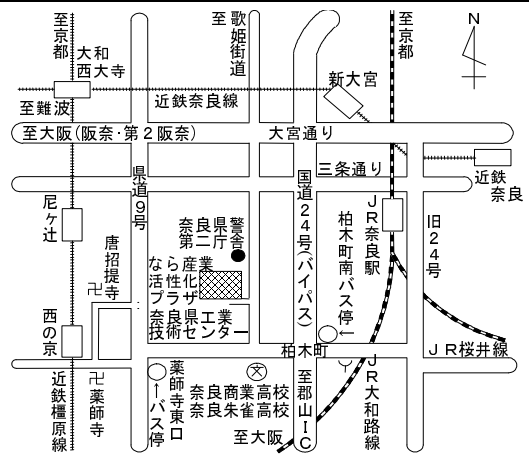 至京都
大和
西大寺
至難波
至
歌姫街道
近鉄奈良線
新大宮
至京都
N
至大阪(阪奈・第2阪奈)
大宮通り
三条通り
近鉄
奈良
県道9号
国道24号(バイパス)
尼ヶ辻
唐招提寺
卍
奈良県警
第二庁舎
なら産業
活性化
プラザ
奈良県工業
技術センター
柏木町南バス停→
JR奈良駅
旧24号
西の京
柏木町
JR桜井線
近鉄橿原線
卍薬師寺
薬師寺東口
←バス停
文
奈良商業高校
奈良朱雀高校
至大阪
至郡山IC
JR大和路線